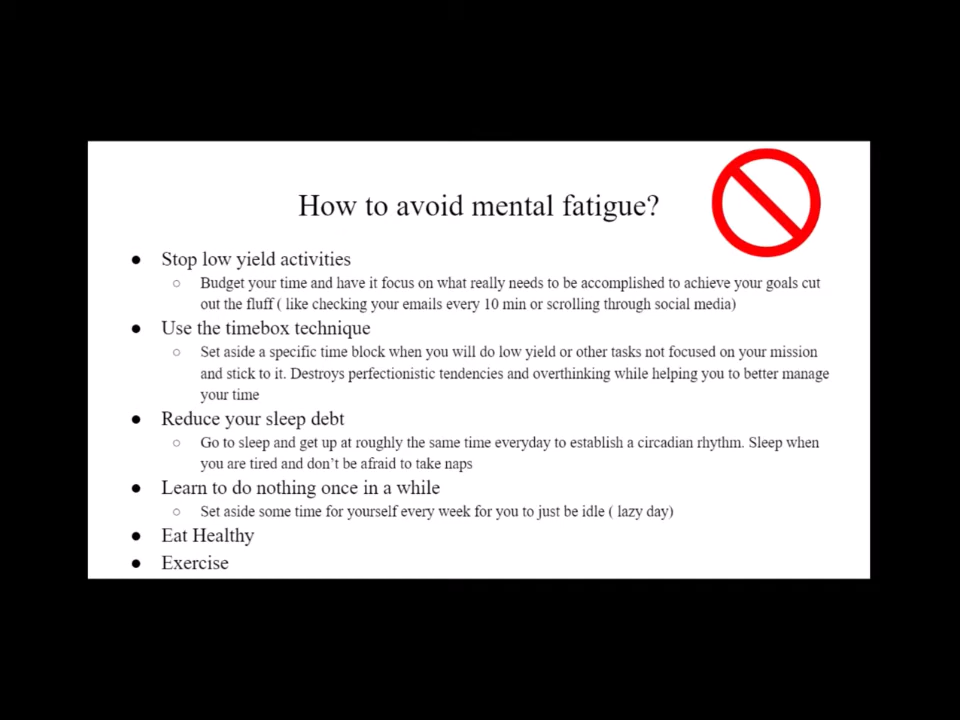 How to avoid mental fatigue?
● Stop low yield activities
○ Budget your time and have it focus on what really needs to be accomplished to achieve your goals cut
out the fluff ( like checking your emails every 10 min or scrolling through social media)
● Use the timebox technique
○ Set aside a specific time block when you will do low yield or other tasks not focused on your mission
and stick to it. Destroys perfectionistic tendencies and overthinking while helping you to better manage
your time
● Reduce your sleep debt
○ Go to sleep and get up at roughly the same time everyday to establish a circadian rhythm. Sleep when
you are tired and don’t be afraid to take naps
● Learn to do nothing once in a while
○ Set aside some time for yourself every week for you to just be idle ( lazy day)
● Eat Healthy
● Exercise